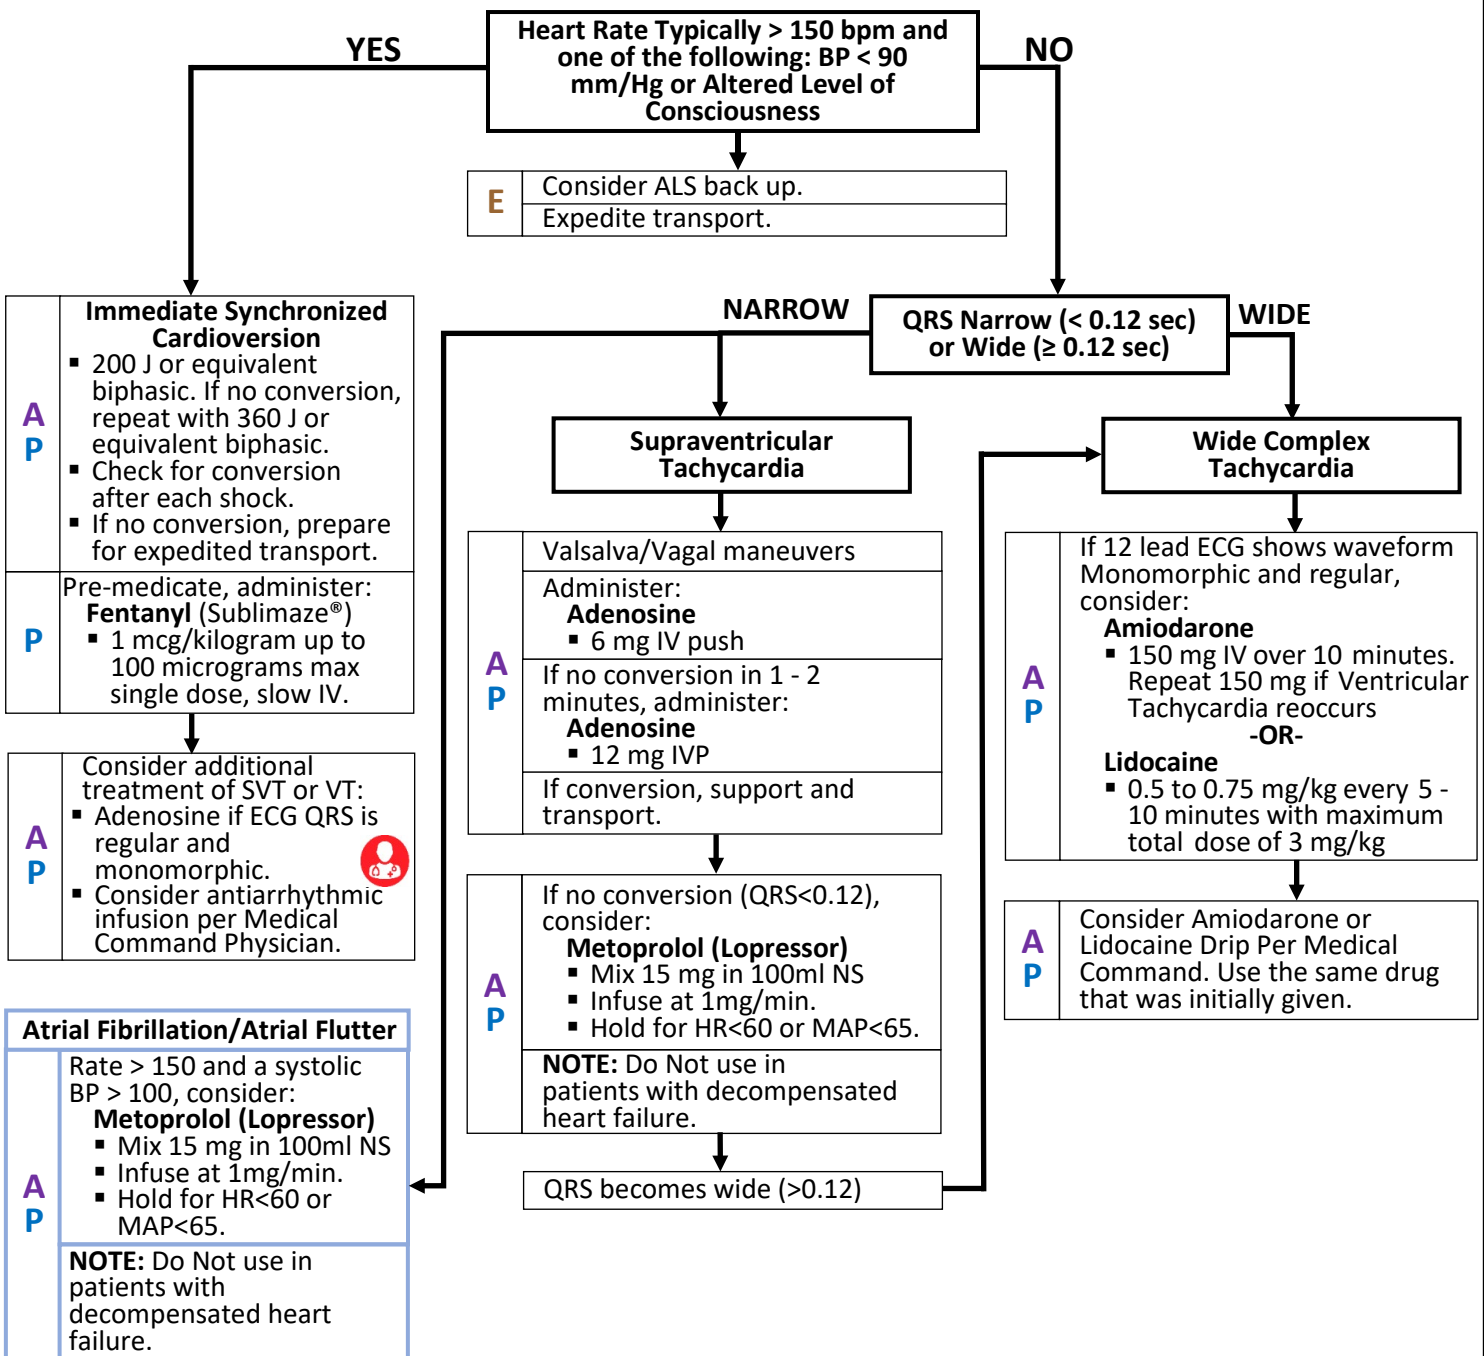 Heart Rate Typically > 150 bpm and
one of the following: BP < 90
mm/Hg or Altered Level of
Consciousness
YES
NO
E
Consider ALS back up.
Expedite transport.
A
P
Immediate Synchronized
Cardioversion
▪ 200 J or equivalent
biphasic. If no conversion,
repeat with 360 J or
equivalent biphasic.
▪ Check for conversion
after each shock.
▪ If no conversion, prepare
for expedited transport.
P
Pre-medicate, administer:
Fentanyl (Sublimaze®)
▪ 1 mcg/kilogram up to
100 micrograms max
single dose, slow IV.
A
P
Consider additional
treatment of SVT or VT:
▪ Adenosine if ECG QRS is
regular and
monomorphic.
▪ Consider antiarrhythmic
infusion per Medical
Command Physician.
NARROW
QRS Narrow (< 0.12 sec)
or Wide (≥ 0.12 sec)
WIDE
Atrial Fibrillation/Atrial Flutter
A
P
Rate > 150 and a systolic
BP > 100, consider:
Metoprolol (Lopressor)
▪ Mix 15 mg in 100ml NS
▪ Infuse at 1mg/min.
▪ Hold for HR<60 or
MAP<65.
NOTE: Do Not use in
patients with
decompensated heart
failure.
Supraventricular
Tachycardia
A
P
Valsalva/Vagal maneuvers
Administer:
Adenosine
▪ 6 mg IV push
If no conversion in 1 - 2
minutes, administer:
Adenosine
▪ 12 mg IVP
If conversion, support and
transport.
A
P
If no conversion (QRS<0.12),
consider:
Metoprolol (Lopressor)
▪ Mix 15 mg in 100ml NS
▪ Infuse at 1mg/min.
▪ Hold for HR<60 or MAP<65.
NOTE: Do Not use in
patients with decompensated
heart failure.
QRS becomes wide (>0.12)
Wide Complex
Tachycardia
A
P
If 12 lead ECG shows waveform
Monomorphic and regular,
consider:
Amiodarone
▪ 150 mg IV over 10 minutes.
Repeat 150 mg if Ventricular
Tachycardia reoccurs
-OR-
Lidocaine
▪ 0.5 to 0.75 mg/kg every 5 -
10 minutes with maximum
total dose of 3 mg/kg
A
P
Consider Amiodarone or
Lidocaine Drip Per Medical
Command. Use the same drug
that was initially given.